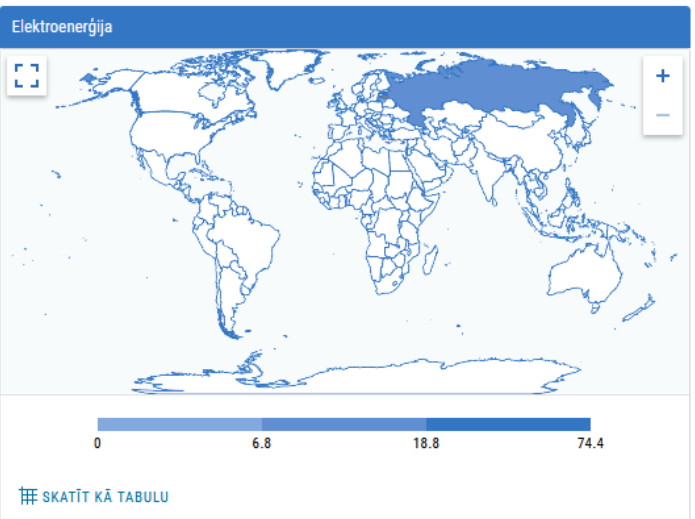 Elektroenerģija
+
−
0 6.8 18.8 74.4
SKATĪT KĀ TABULU